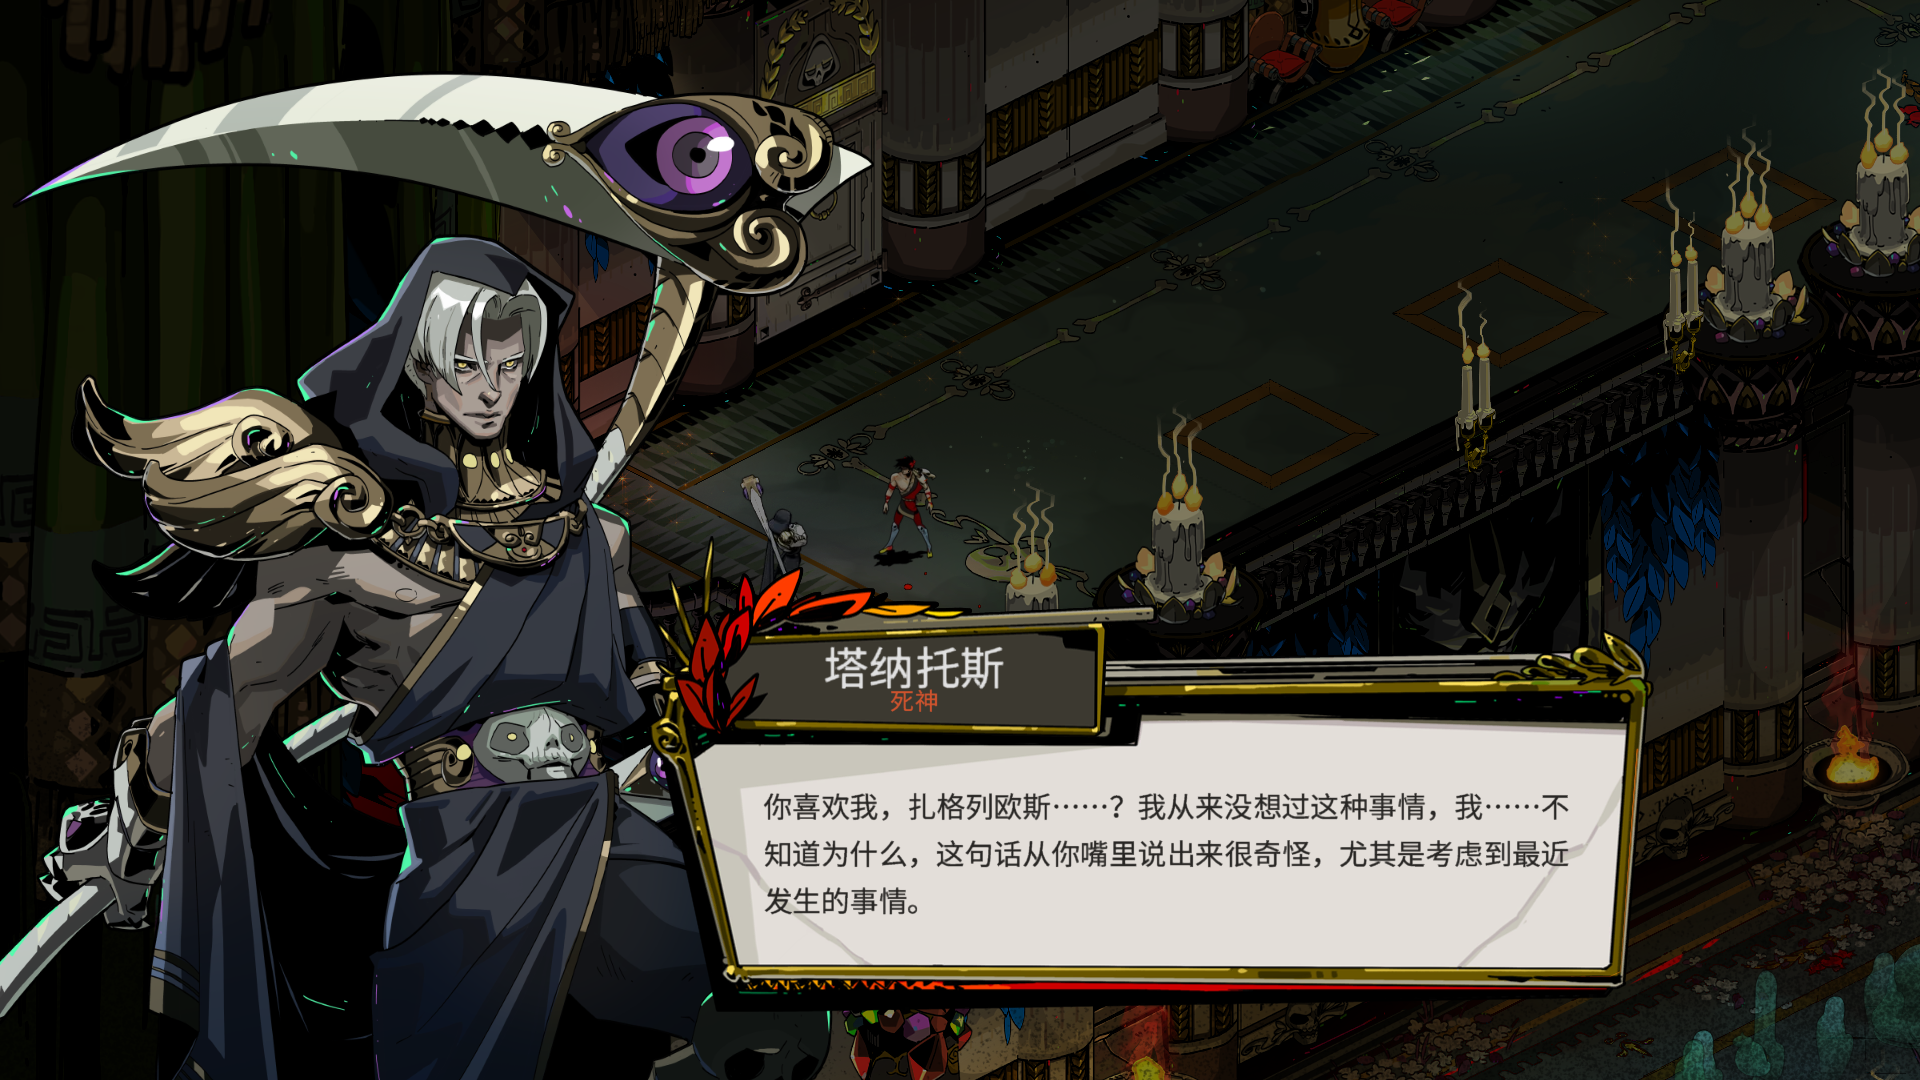 塔纳托斯
死神
你喜欢我，扎格列欧斯……？我从来没想过这种事情，我……不
知道为什么，这句话从你嘴里说出来很奇怪，尤其是考虑到最近
发生的事情。